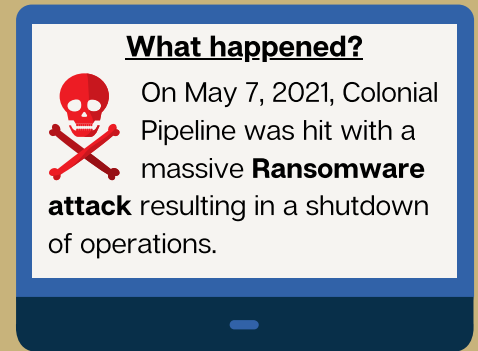 What happened?
On May 7, 2021, Colonial
Pipeline was hit with a
massive Ransomware
attack resulting in a shutdown
of operations.